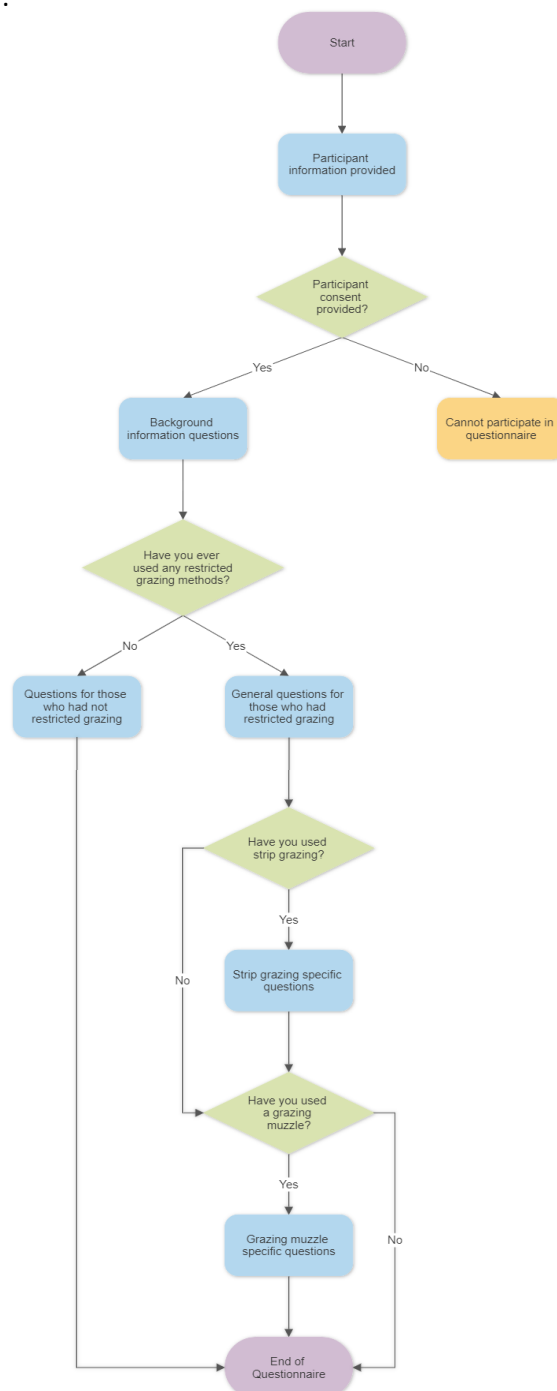 .
Start
Participant
information provided
Participant
consent
provided?
Yes
No
Background
information questions
Cannot participate in
questionnaire
Have you ever
used any restricted
grazing methods?
No
Yes
Questions for those
who had not
restricted grazing
General questions for
those who had
restricted grazing
Have you used
strip grazing?
Yes
No
Strip grazing specific
questions
Have you used
a grazing
muzzle?
Yes
No
Grazing muzzle
specific questions
End of
Questionnaire